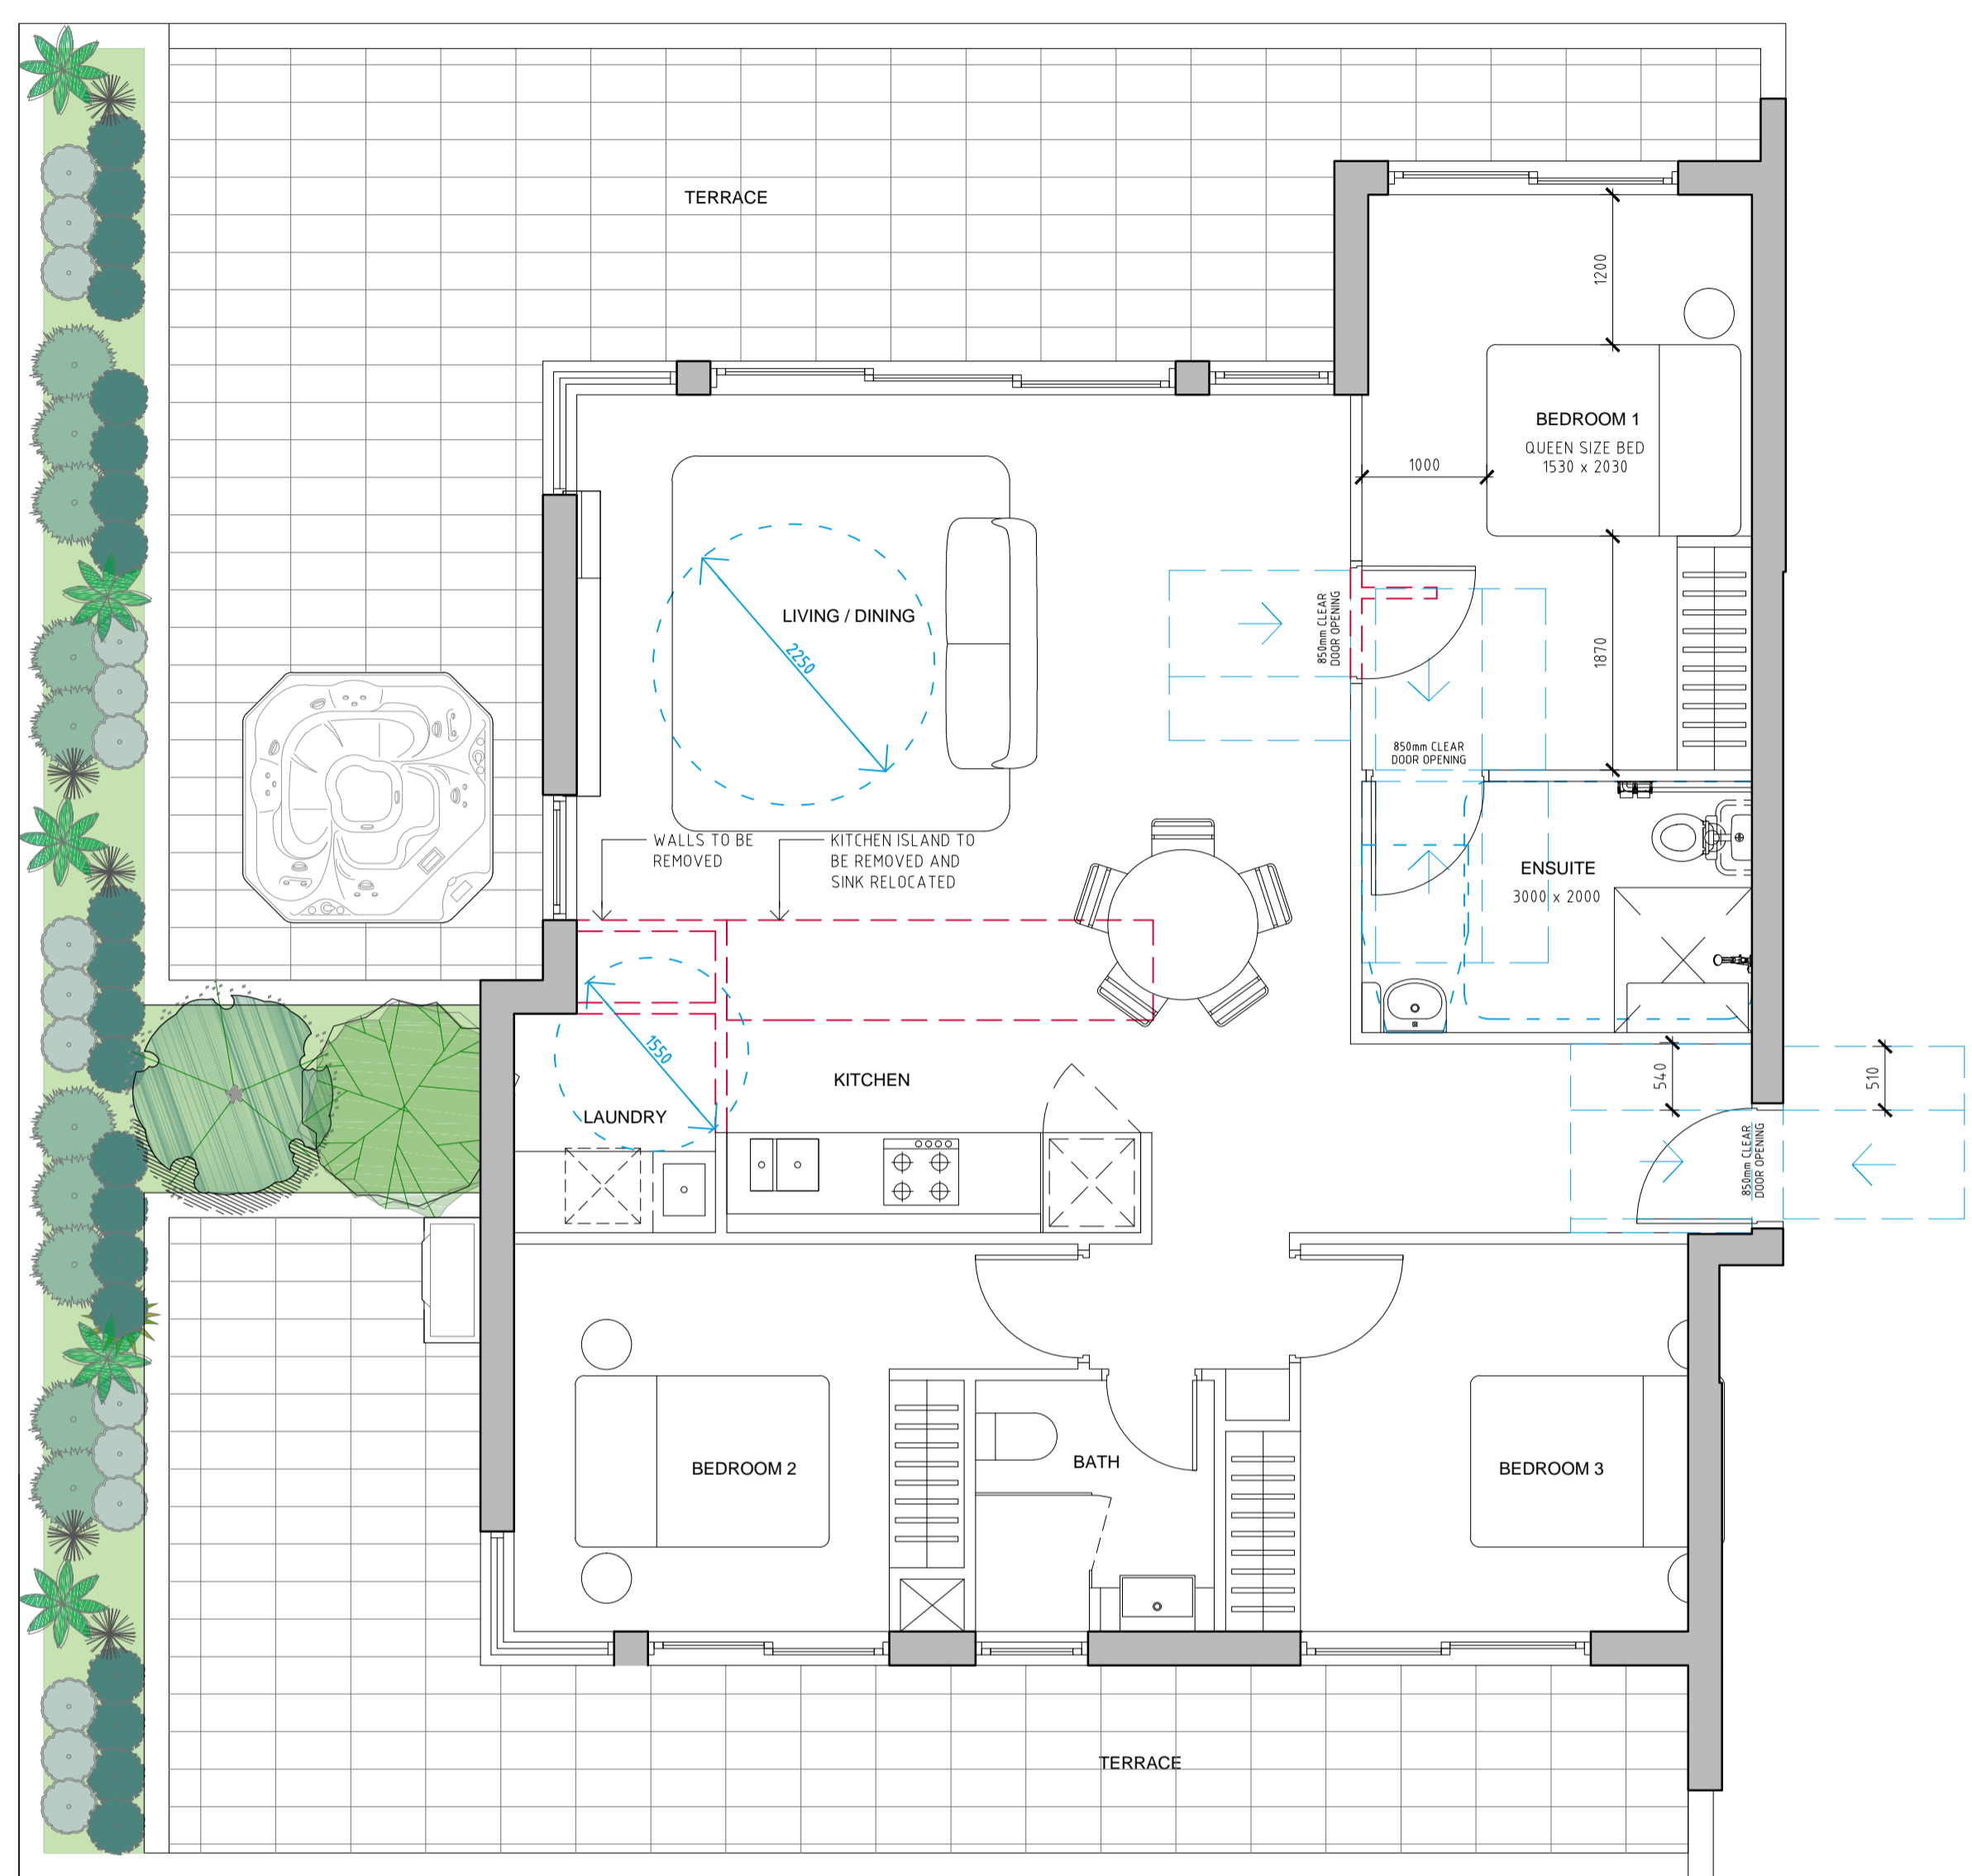 TERRACE
1200
BEDROOM 1
QUEEN SIZE BED
1530 x 2030
1000
LIVING / DINING
2250
850mm CLEAR
DOOR OPENING
1870
850mm CLEAR
DOOR OPENING
WALLS TO BE
REMOVED
KITCHEN ISLAND TO
BE REMOVED AND
SINK RELOCATED
ENSUITE
3000 x 2000
1550
KITCHEN
LAUNDRY
540
510
850mm CLEAR
DOOR OPENING
BEDROOM 2
BATH
BEDROOM 3
TERRACE